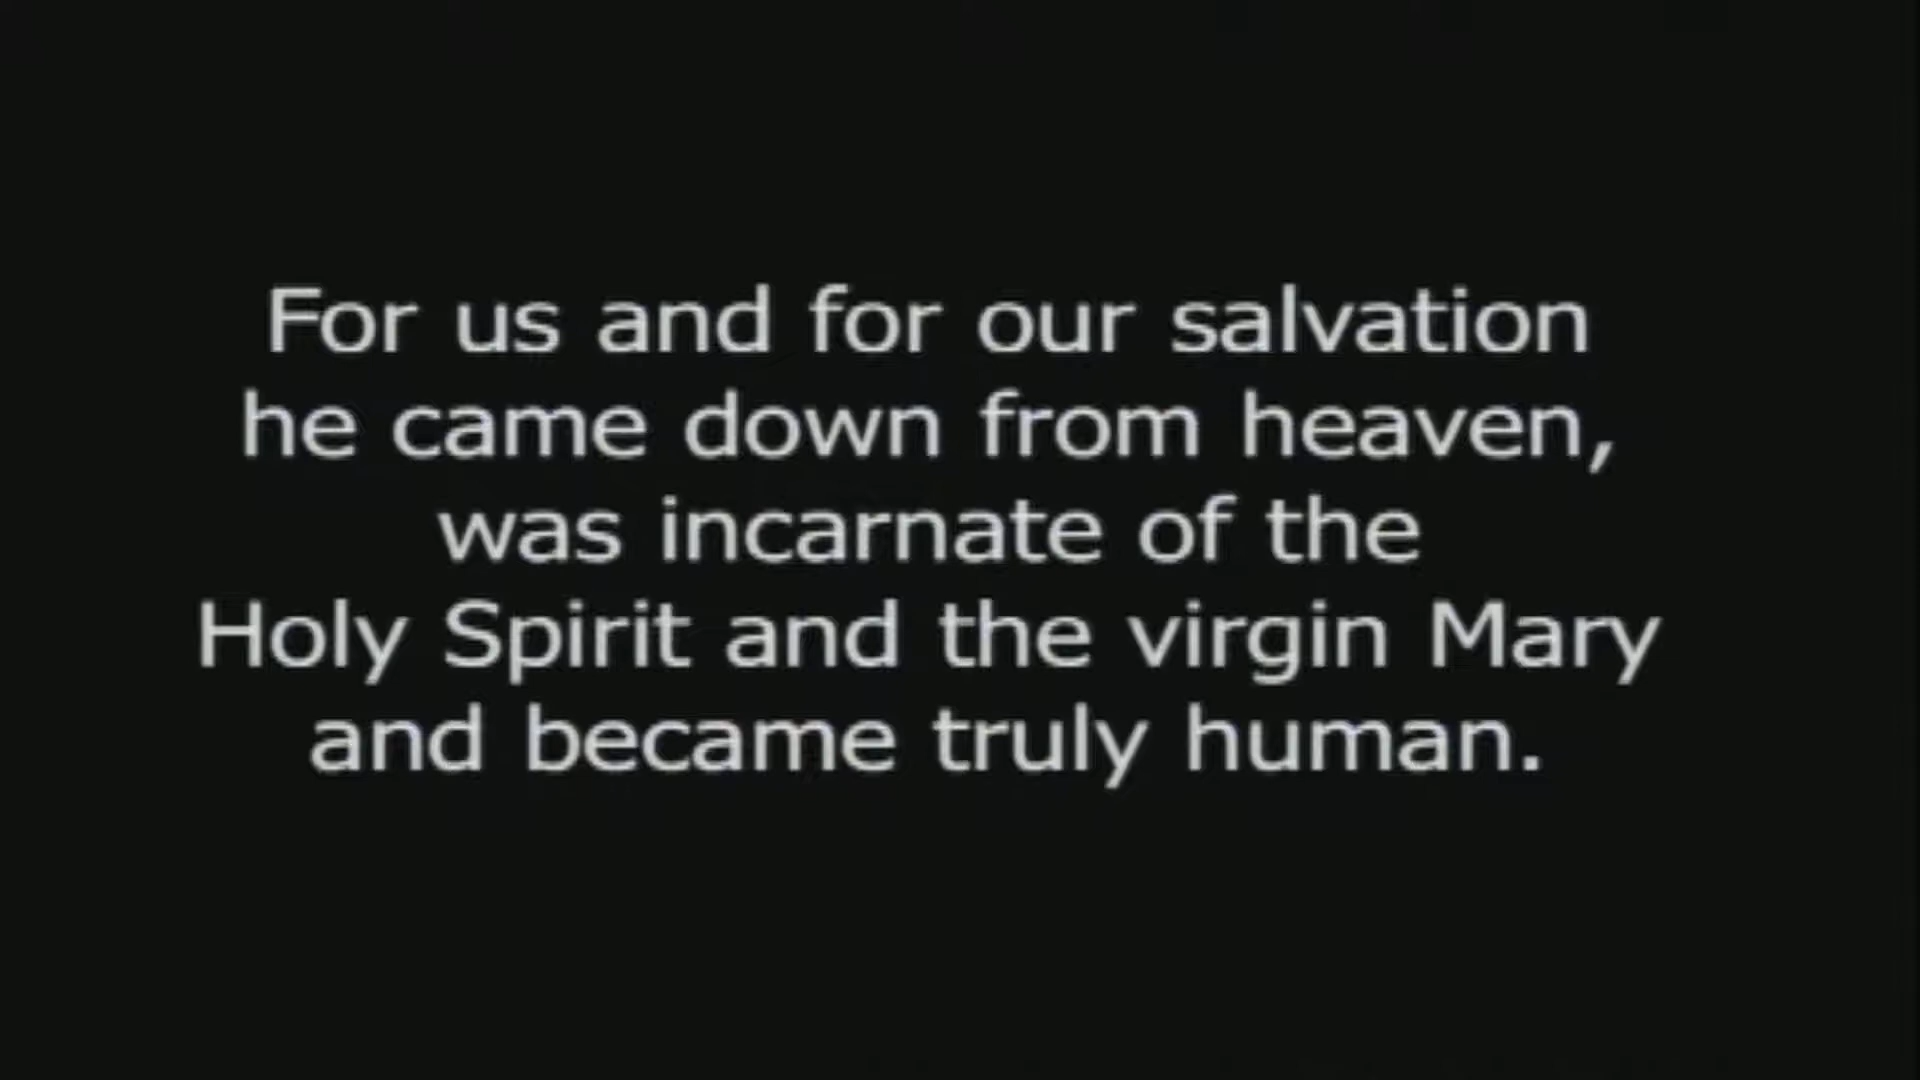 For us and for our salvation
he came down from heaven,
was incarnate of the
Holy Spirit and the virgin Mary
and became truly human.